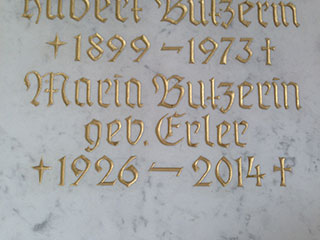 Hubert Butzerin
†1899–1973†
Maria Butzerin
geb. Erler
†1926–2014†